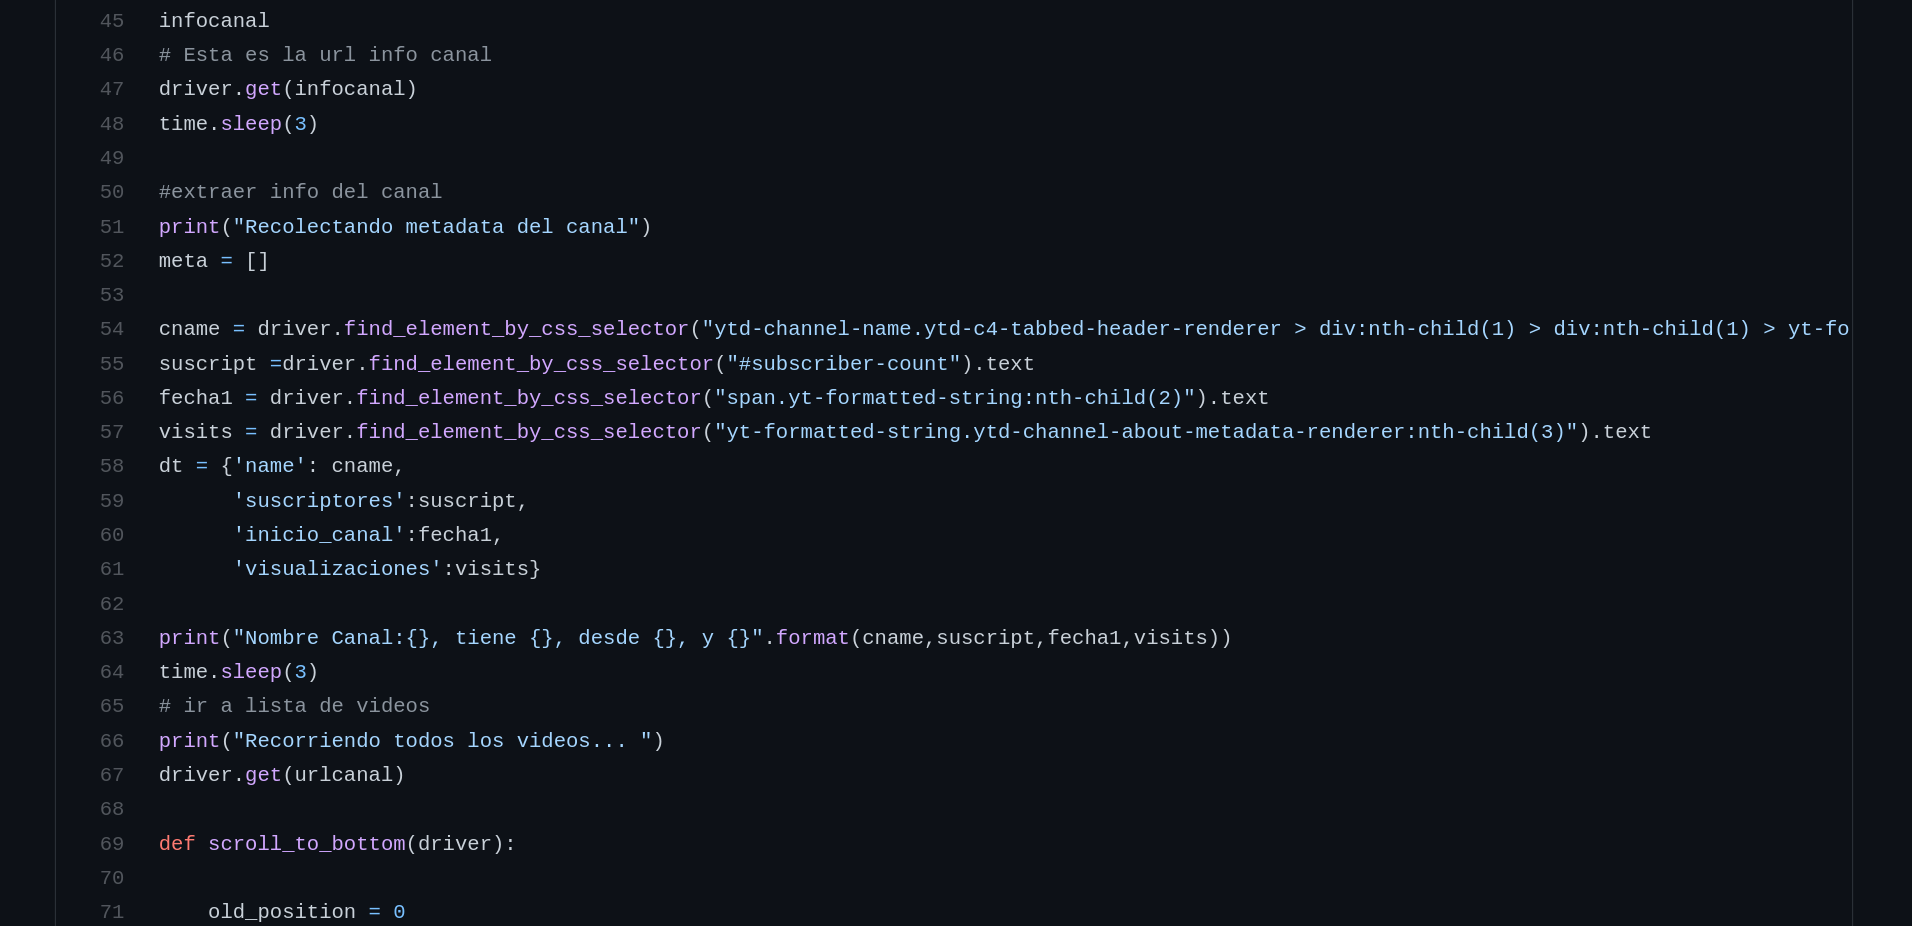 45 infocanal
46 # Esta es la url info canal
47 driver.get(infocanal)
48 time.sleep(3)
49
50 #extraer info del canal
51 print("Recolectando metadata del canal")
52 meta = []
53
54 cname = driver.find_element_by_css_selector("ytd-channel-name.ytd-c4-tabbed-header-renderer > div:nth-child(1) > div:nth-child(1) > yt-fo
55 suscript =driver.find_element_by_css_selector("#subscriber-count").text
56 fecha1 = driver.find_element_by_css_selector("span.yt-formatted-string:nth-child(2)").text
57 visits = driver.find_element_by_css_selector("yt-formatted-string.ytd-channel-about-metadata-renderer:nth-child(3)").text
58 dt = {'name': cname,
59       'suscriptores':suscript,
60       'inicio_canal':fecha1,
61       'visualizaciones':visits}
62
63 print("Nombre Canal:{}, tiene {}, desde {}, y {}".format(cname,suscript,fecha1,visits))
64 time.sleep(3)
65 # ir a lista de videos
66 print("Recorriendo todos los videos... ")
67 driver.get(urlcanal)
68
69 def scroll_to_bottom(driver):
70
71     old_position = 0